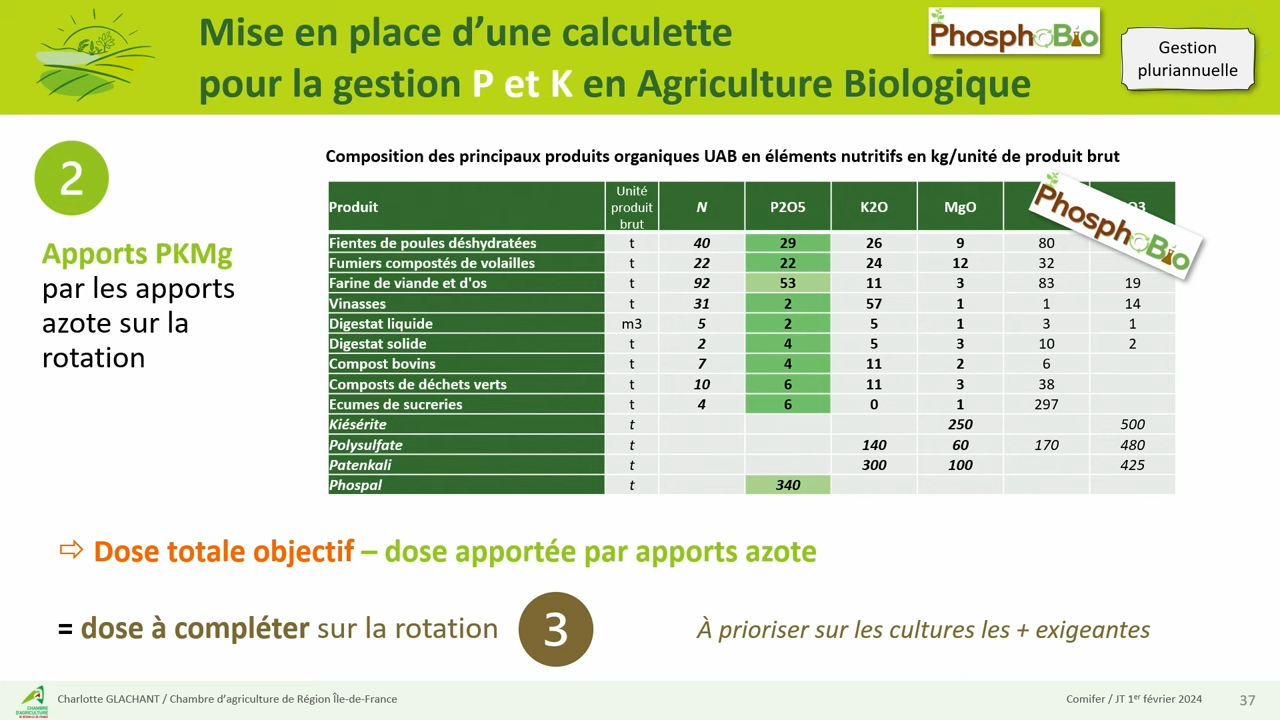 Mise en place d'une calculette
pour la gestion P et K en Agriculture Biologique
PhosphoBio
Gestion
pluriannuelle
2
Apports PKMg
par les apports
azote sur la
rotation
Composition des principaux produits organiques UAB en éléments nutritifs en kg/unité de produit brut
Produit Unité produit brut N P2O5 K2O MgO O3
PhosphoBio
Fientes de poules déshydratées t 40 29 26 9 80
Fumiers compostés de volailles t 22 22 24 12 32
Farine de viande et d'os t 92 53 11 3 83 19
Vinasses t 31 2 57 1 1 14
Digestat liquide m3 5 2 5 1 3 1
Digestat solide t 2 4 5 3 10 2
Compost bovins t 7 4 11 2 6
Composts de déchets verts t 10 6 11 3 38
Ecumes de sucreries t 4 6 0 1 297
Kiésérite t 250 500
Polysulfate t 140 60 170 480
Patenkali t 300 100 425
Phospal t 340
⇨ Dose totale objectif – dose apportée par apports azote
= dose à compléter sur la rotation 3
À prioriser sur les cultures les + exigeantes
Charlotte GLACHANT / Chambre d'agriculture de Région Île-de-France
Comifer / JT 1er février 2024 37